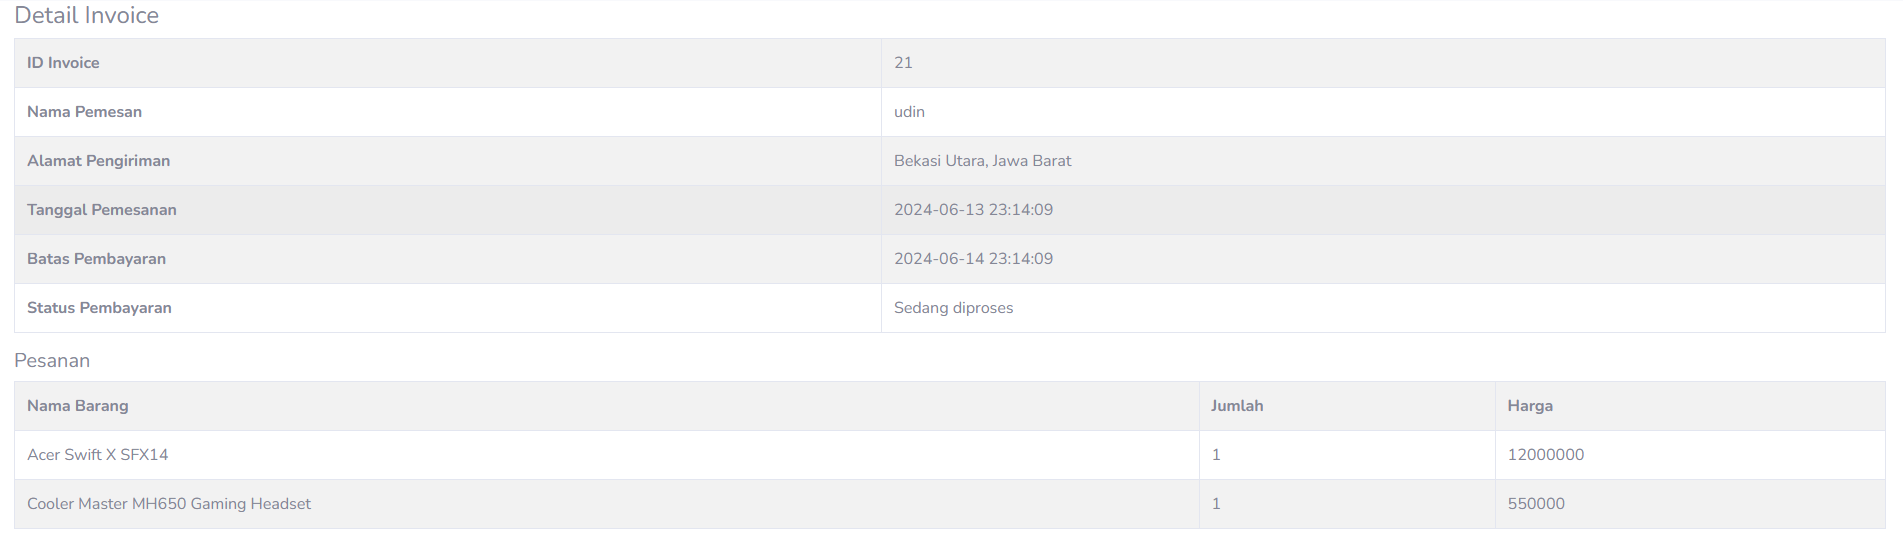 Detail Invoice
ID Invoice 21
Nama Pemesan udin
Alamat Pengiriman Bekasi Utara, Jawa Barat
Tanggal Pemesanan 2024-06-13 23:14:09
Batas Pembayaran 2024-06-14 23:14:09
Status Pembayaran Sedang diproses
Pesanan
Nama Barang Jumlah Harga
Acer Swift X SFX14 1 12000000
Cooler Master MH650 Gaming Headset 1 550000